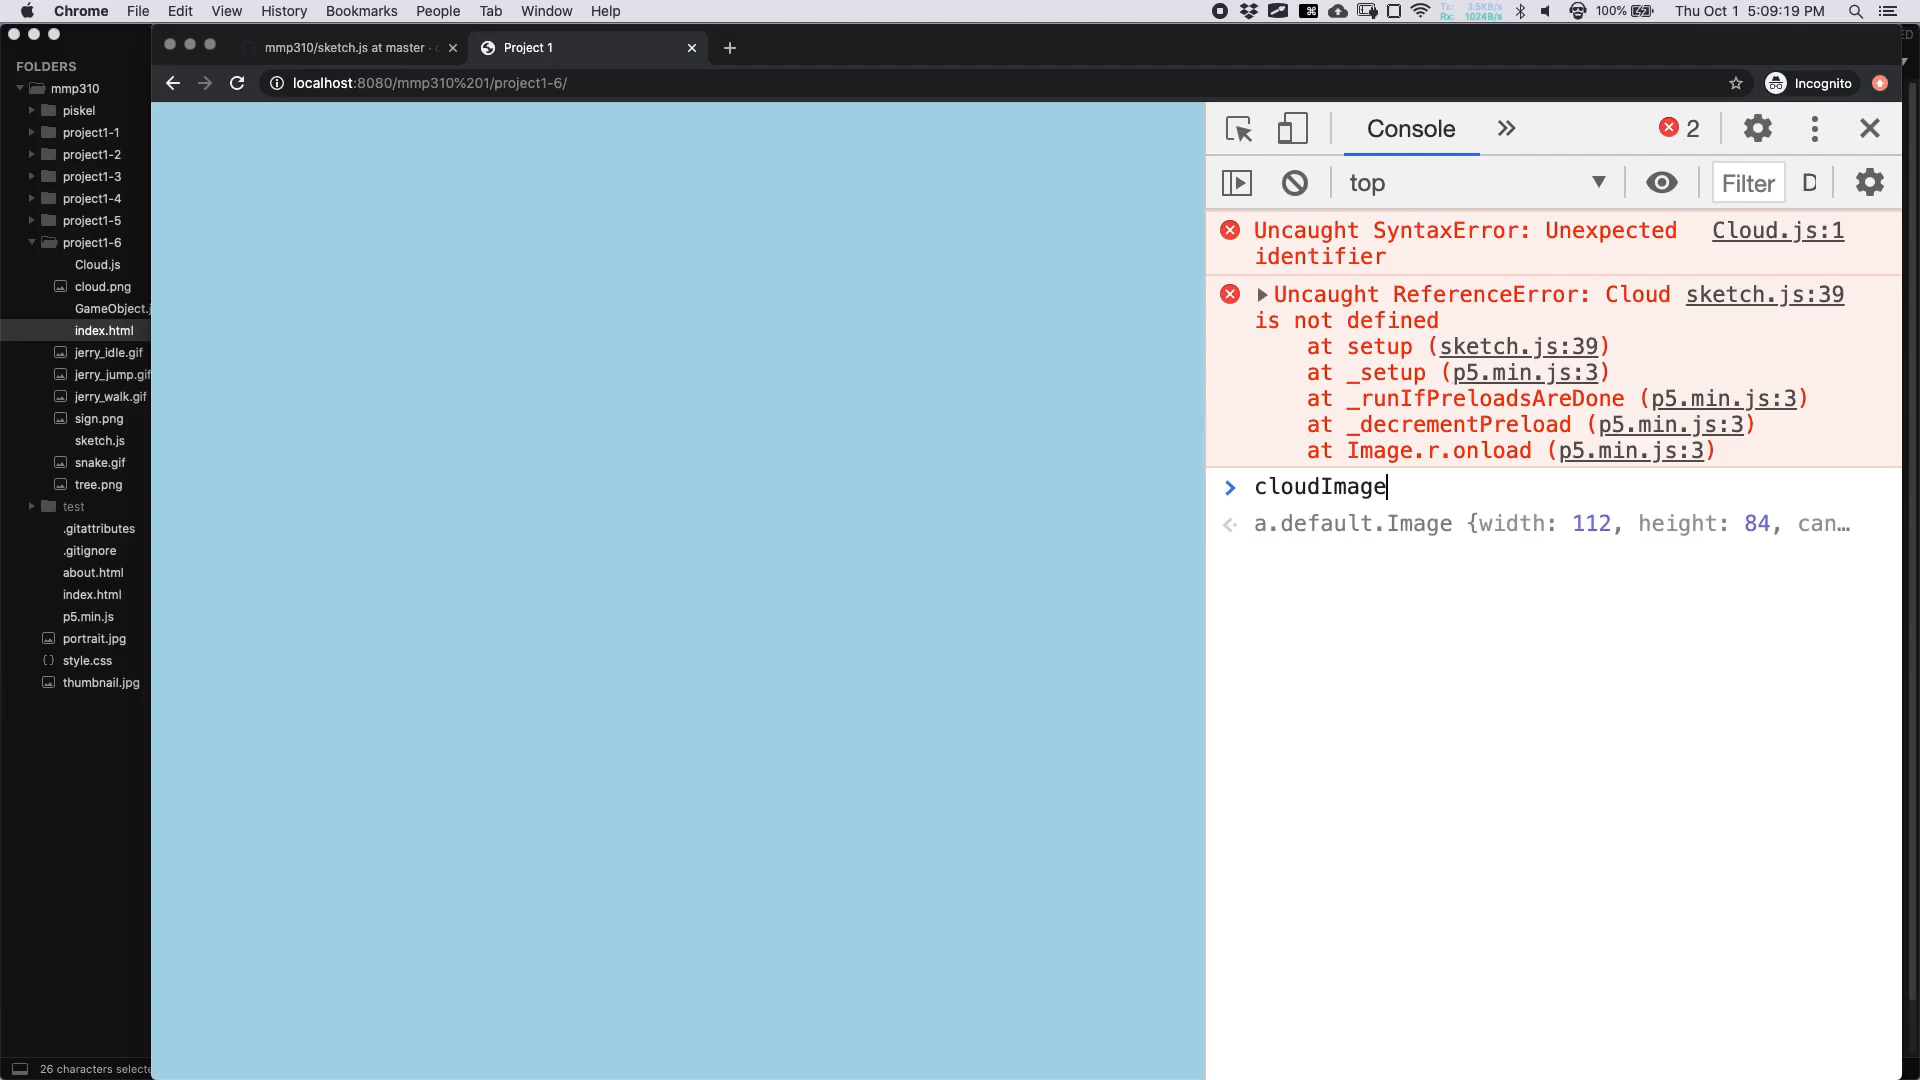 Chrome File Edit View History Bookmarks People Tab Window Help
Tx: 3.5KB/s
Rx: 1024B/s
100%
Thu Oct 1 5:09:19 PM
FOLDERS
mmp310
piskel
project1-1
project1-2
project1-3
project1-4
project1-5
project1-6
Cloud.js
cloud.png
GameObject.j
index.html
jerry_idle.gif
jerry_jump.gif
jerry_walk.gif
sign.png
sketch.js
snake.gif
tree.png
test
.gitattributes
.gitignore
about.html
index.html
p5.min.js
portrait.jpg
style.css
thumbnail.jpg
26 characters selecte
mmp310/sketch.js at master ·
Project 1
localhost:8080/mmp310%201/project1-6/
Incognito
Console
2
top
Filter
D
Uncaught SyntaxError: Unexpected Cloud.js:1
identifier
Uncaught ReferenceError: Cloud sketch.js:39
is not defined
at setup (sketch.js:39)
at _setup (p5.min.js:3)
at _runIfPreloadsAreDone (p5.min.js:3)
at _decrementPreload (p5.min.js:3)
at Image.r.onload (p5.min.js:3)
cloudImage
a.default.Image {width: 112, height: 84, can…